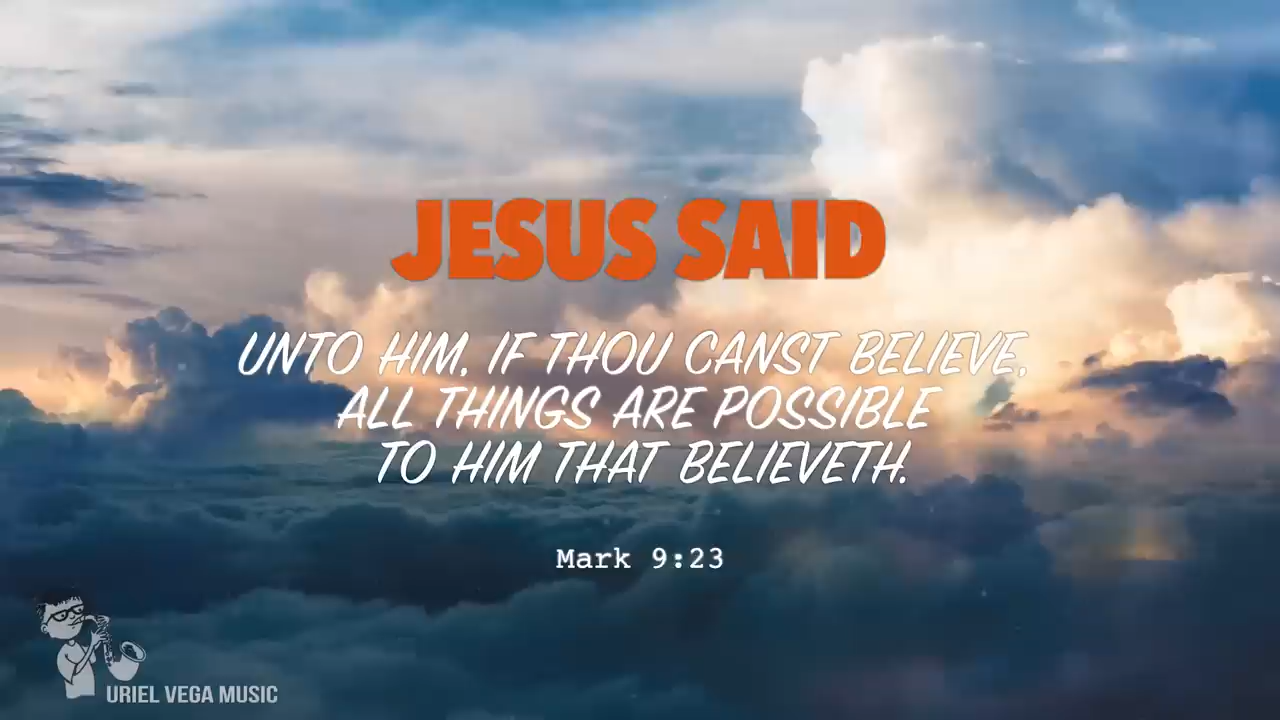 JESUS SAID
UNTO HIM, IF THOU CANST BELIEVE,
ALL THINGS ARE POSSIBLE
TO HIM THAT BELIEVETH.
Mark 9:23
URIEL VEGA MUSIC